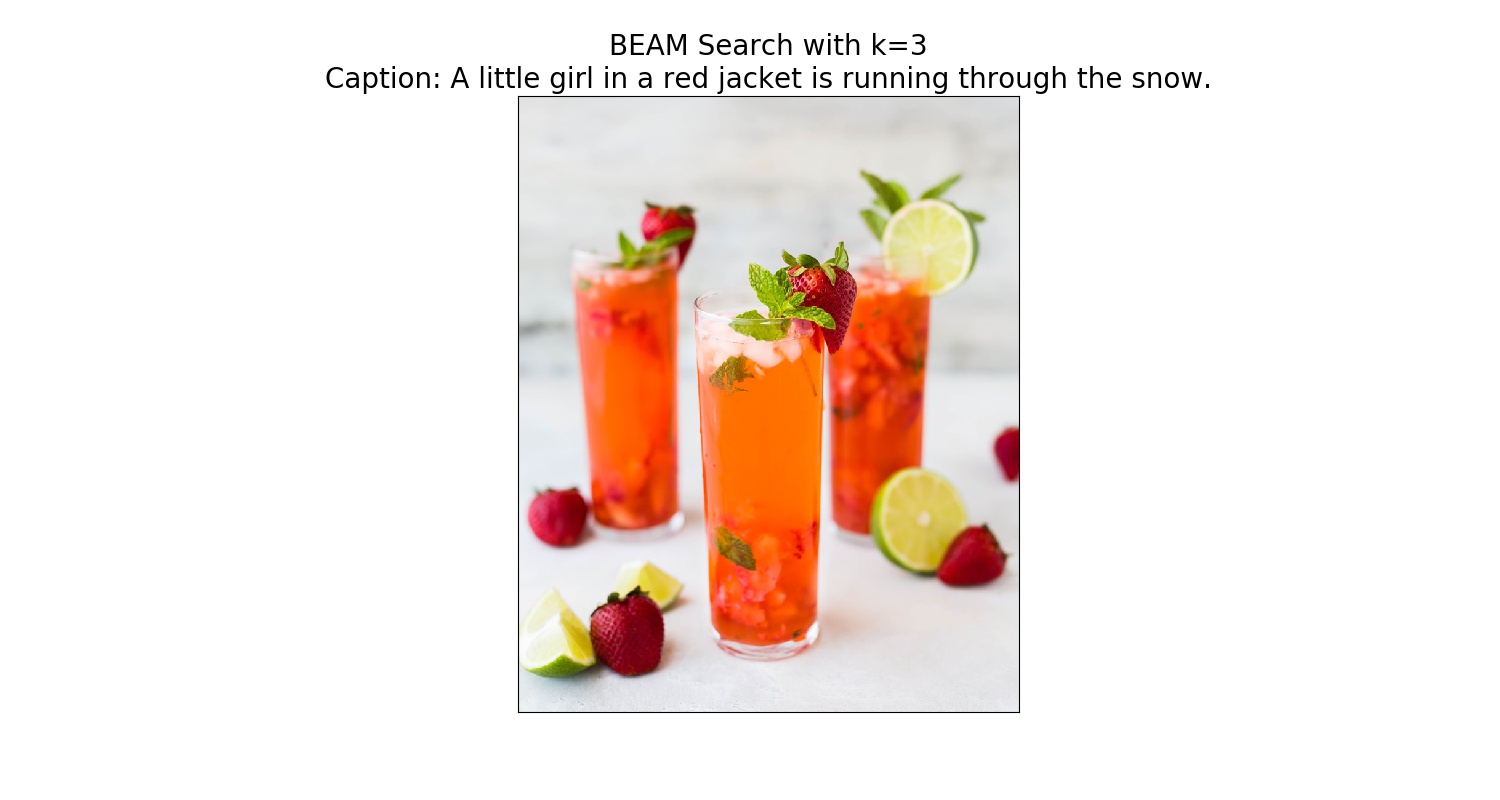 BEAM Search with k=3
Caption: A little girl in a red jacket is running through the snow.